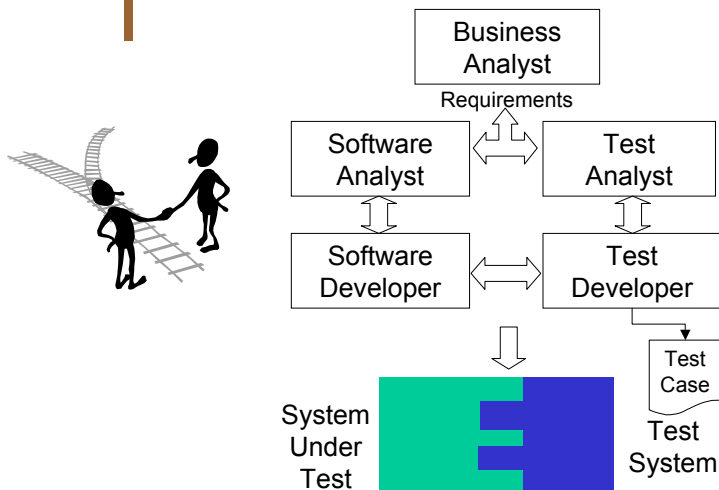 Business
Analyst
Requirements
Software
Analyst
Test
Analyst
Software
Developer
Test
Developer
Test
Case
System
Under
Test
Test
System